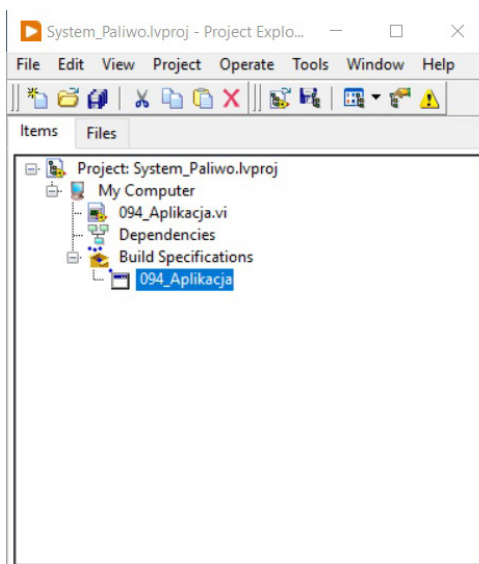 System_Paliwo.lvproj - Project Explo...
File Edit View Project Operate Tools Window Help
Items Files
Project: System_Paliwo.lvproj
My Computer
094_Aplikacja.vi
Dependencies
Build Specifications
094_Aplikacja